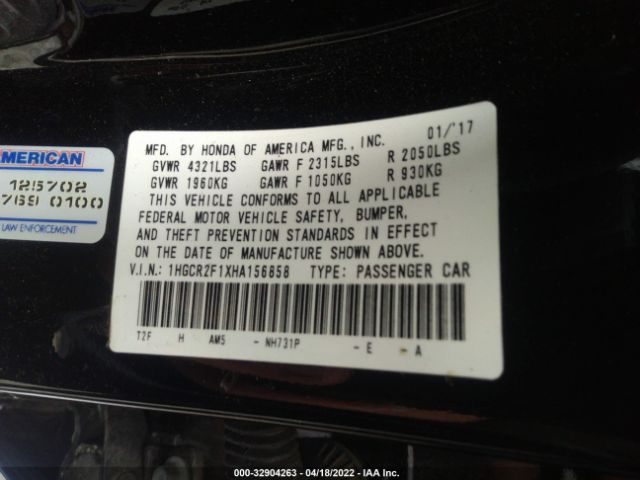 MERICAN
125702
769 0100
LAW ENFORCEMENT
MFD. BY HONDA OF AMERICA MFG., INC. 01/'17
GVWR 4321LBS GAWR F 2315LBS R 2050LBS
GVWR 1960KG GAWR F 1050KG R 930KG
THIS VEHICLE CONFORMS TO ALL APPLICABLE
FEDERAL MOTOR VEHICLE SAFETY, BUMPER,
AND THEFT PREVENTION STANDARDS IN EFFECT
ON THE DATE OF MANUFACTURE SHOWN ABOVE.
V.I.N.: 1HGCR2F1XHA156858 TYPE: PASSENGER CAR
T2F H AM5 - NH731P - E - A
000-32904263 - 04/18/2022 - IAA Inc.